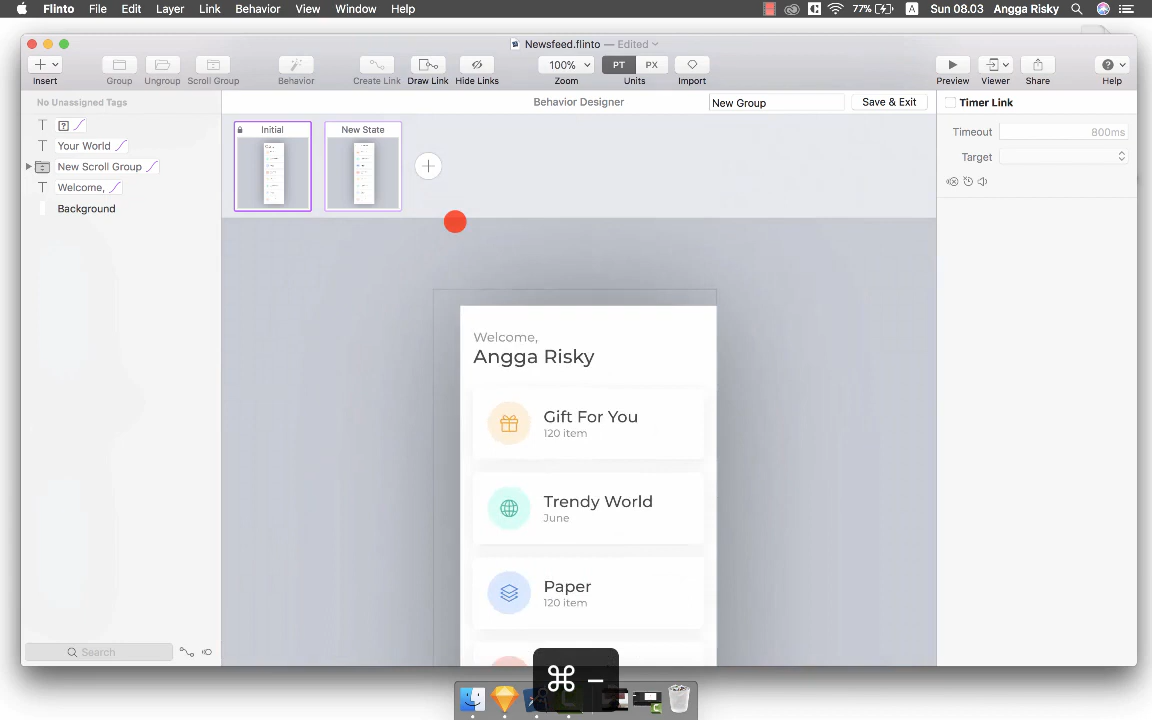 Flinto File Edit Layer Link Behavior View Window Help 77% A Sun 08.03 Angga Risky
Newsfeed.flinto — Edited
Insert Group Ungroup Scroll Group Behavior Create Link Draw Link Hide Links 100% Zoom PT PX Units Import Preview Viewer Share ? Help
No Unassigned Tags
Behavior Designer New Group Save & Exit
Timer Link
T ?
T Your World
New Scroll Group
T Welcome,
Background
Initial New State
Timeout 800ms
Target
Welcome,
Angga Risky
Gift For You
120 item
Trendy World
June
Paper
120 item
Search
⌘ –